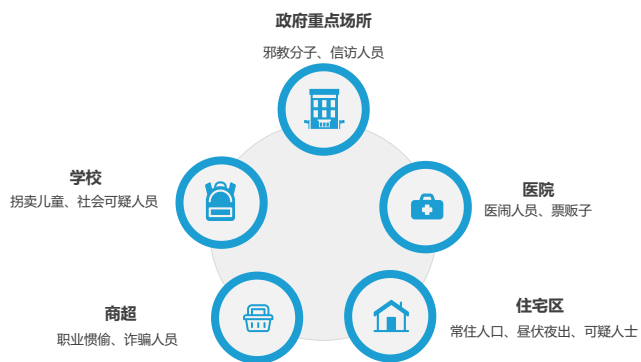 政府重点场所
邪教分子、信访人员
学校
拐卖儿童、社会可疑人员
医院
医闹人员、票贩子
商超
职业惯偷、诈骗人员
住宅区
常住人口、昼伏夜出、可疑人士